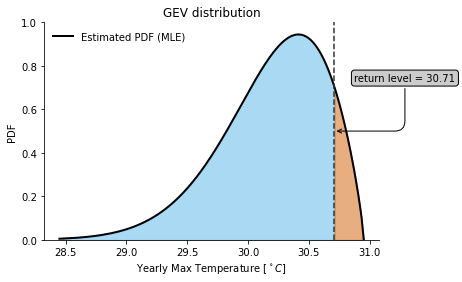 GEV distribution
Estimated PDF (MLE)
return level = 30.71
PDF
1.0
0.8
0.6
0.4
0.2
0.0
28.5 29.0 29.5 30.0 30.5 31.0
Yearly Max Temperature [°C]